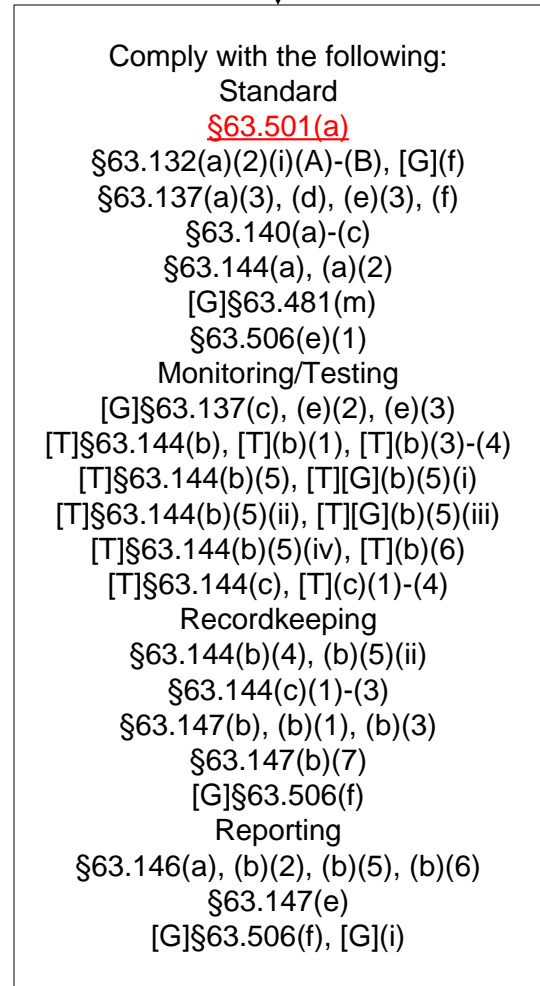 Comply with the following:
Standard
§63.501(a)
§63.132(a)(2)(i)(A)-(B), [G](f)
§63.137(a)(3), (d), (e)(3), (f)
§63.140(a)-(c)
§63.144(a), (a)(2)
[G]§63.481(m)
§63.506(e)(1)
Monitoring/Testing
[G]§63.137(c), (e)(2), (e)(3)
[T]§63.144(b), [T](b)(1), [T](b)(3)-(4)
[T]§63.144(b)(5), [T][G](b)(5)(i)
[T]§63.144(b)(5)(ii), [T][G](b)(5)(iii)
[T]§63.144(b)(5)(iv), [T](b)(6)
[T]§63.144(c), [T](c)(1)-(4)
Recordkeeping
§63.144(b)(4), (b)(5)(ii)
§63.144(c)(1)-(3)
§63.147(b), (b)(1), (b)(3)
§63.147(b)(7)
[G]§63.506(f)
Reporting
§63.146(a), (b)(2), (b)(5), (b)(6)
§63.147(e)
[G]§63.506(f), [G](i)